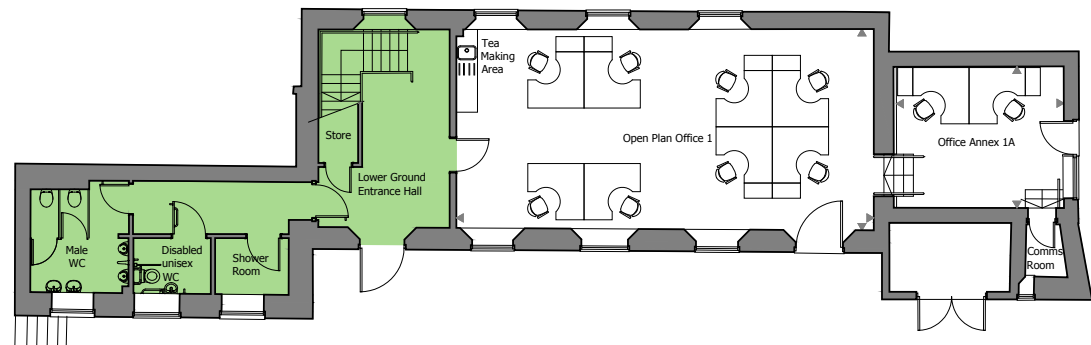 Tea
Making
Area
Store
Open Plan Office 1
Office Annex 1A
Lower Ground
Entrance Hall
Male
WC
Disabled
unisex
WC
Shower
Room
Comms
Room